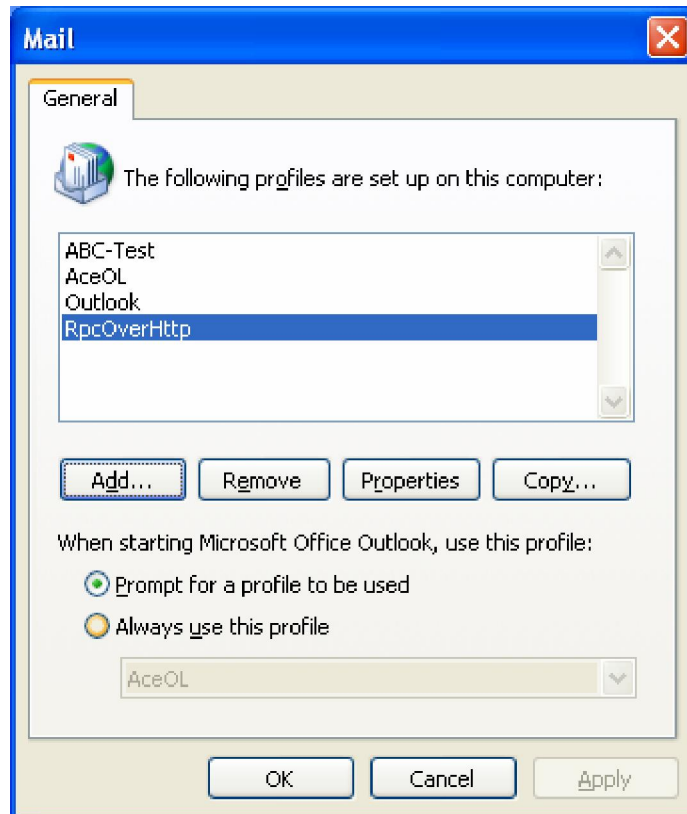 Mail
General
The following profiles are set up on this computer:
ABC-Test
AceOL
Outlook
RpcOverHttp
Add... Remove Properties Copy...
When starting Microsoft Office Outlook, use this profile:
Prompt for a profile to be used
Always use this profile
AceOL
OK Cancel Apply